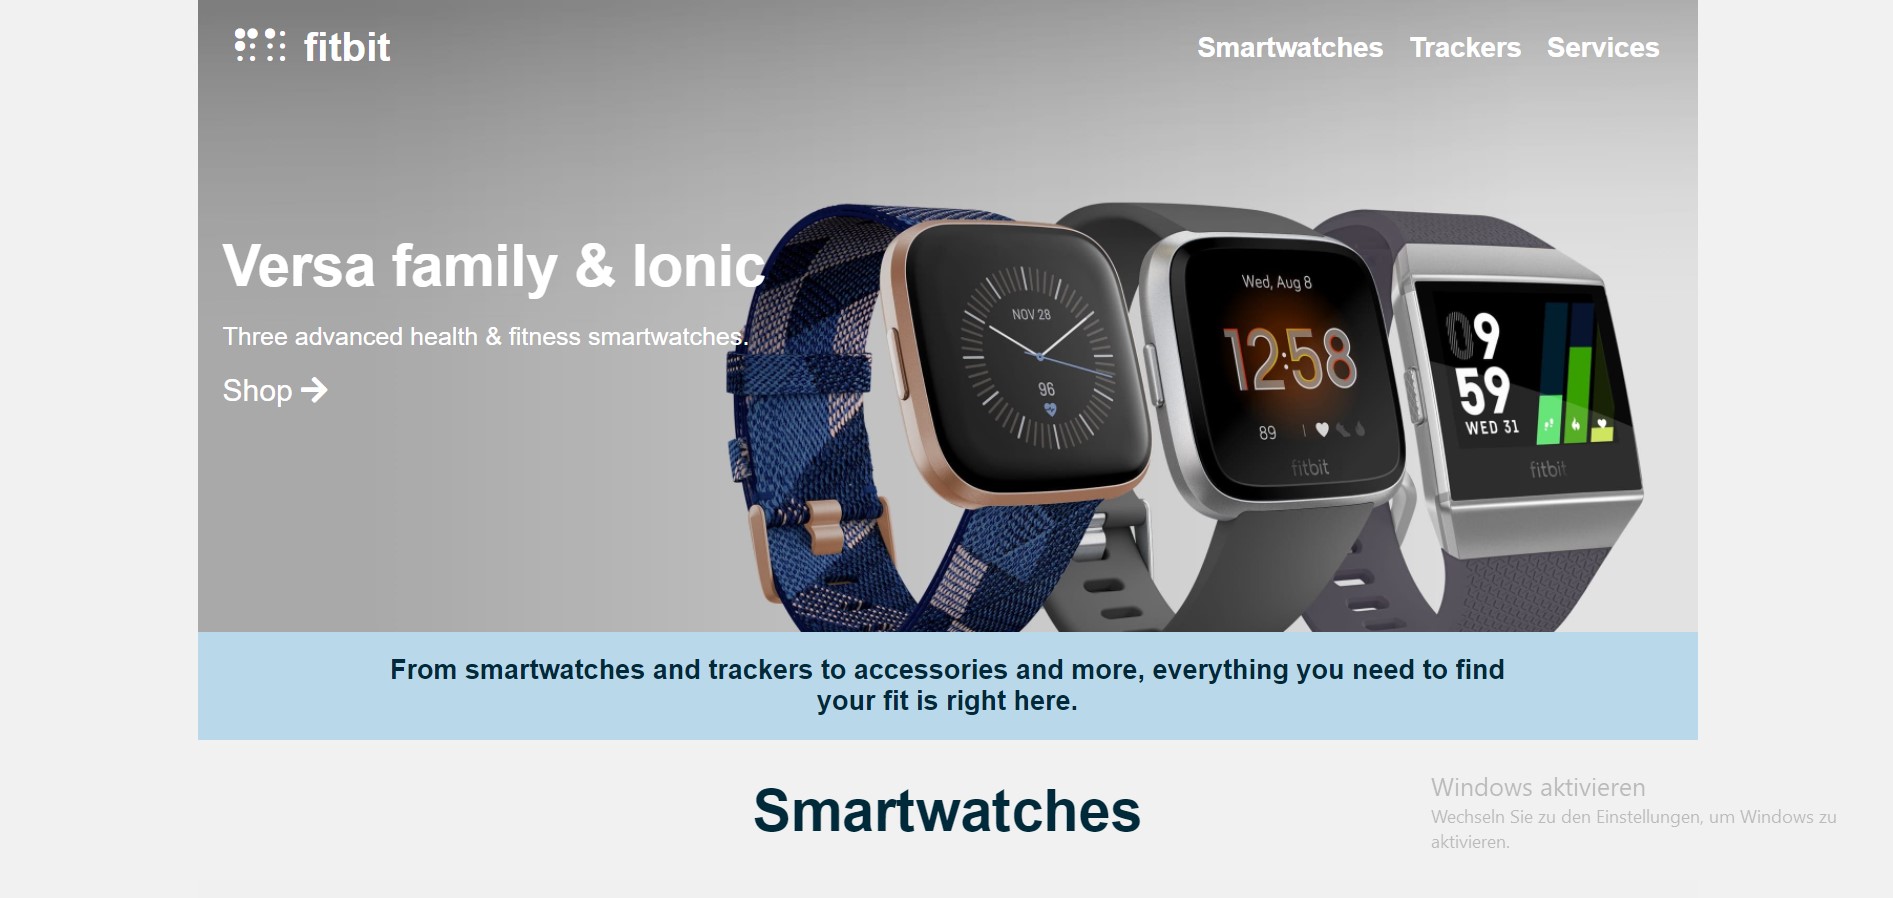 fitbit
Smartwatches Trackers Services
Versa family & Ionic
Three advanced health & fitness smartwatches.
Shop
NOV 28
96
Wed, Aug 8
12:58
89
fitbit
09
59
WED 31
fitbit
From smartwatches and trackers to accessories and more, everything you need to find
your fit is right here.
Smartwatches
Windows aktivieren
Wechseln Sie zu den Einstellungen, um Windows zu
aktivieren.